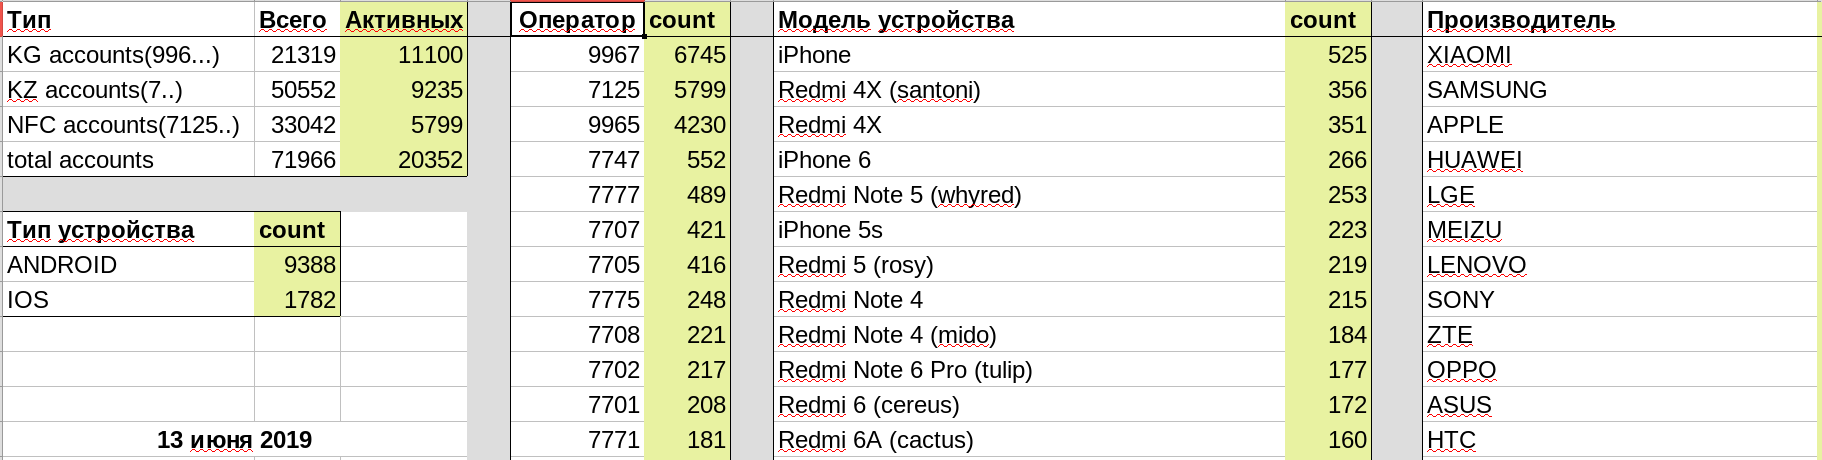 Тип Всего Активных Оператор count Модель устройства count Производитель
KG accounts(996...) 21319 11100 9967 6745 iPhone 525 XIAOMI
KZ accounts(7..) 50552 9235 7125 5799 Redmi 4X (santoni) 356 SAMSUNG
NFC accounts(7125..) 33042 5799 9965 4230 Redmi 4X 351 APPLE
total accounts 71966 20352 7747 552 iPhone 6 266 HUAWEI
7777 489 Redmi Note 5 (whyred) 253 LGE
Тип устройства count 7707 421 iPhone 5s 223 MEIZU
ANDROID 9388 7705 416 Redmi 5 (rosy) 219 LENOVO
IOS 1782 7775 248 Redmi Note 4 215 SONY
7708 221 Redmi Note 4 (mido) 184 ZTE
7702 217 Redmi Note 6 Pro (tulip) 177 OPPO
7701 208 Redmi 6 (cereus) 172 ASUS
13 июня 2019 7771 181 Redmi 6A (cactus) 160 HTC